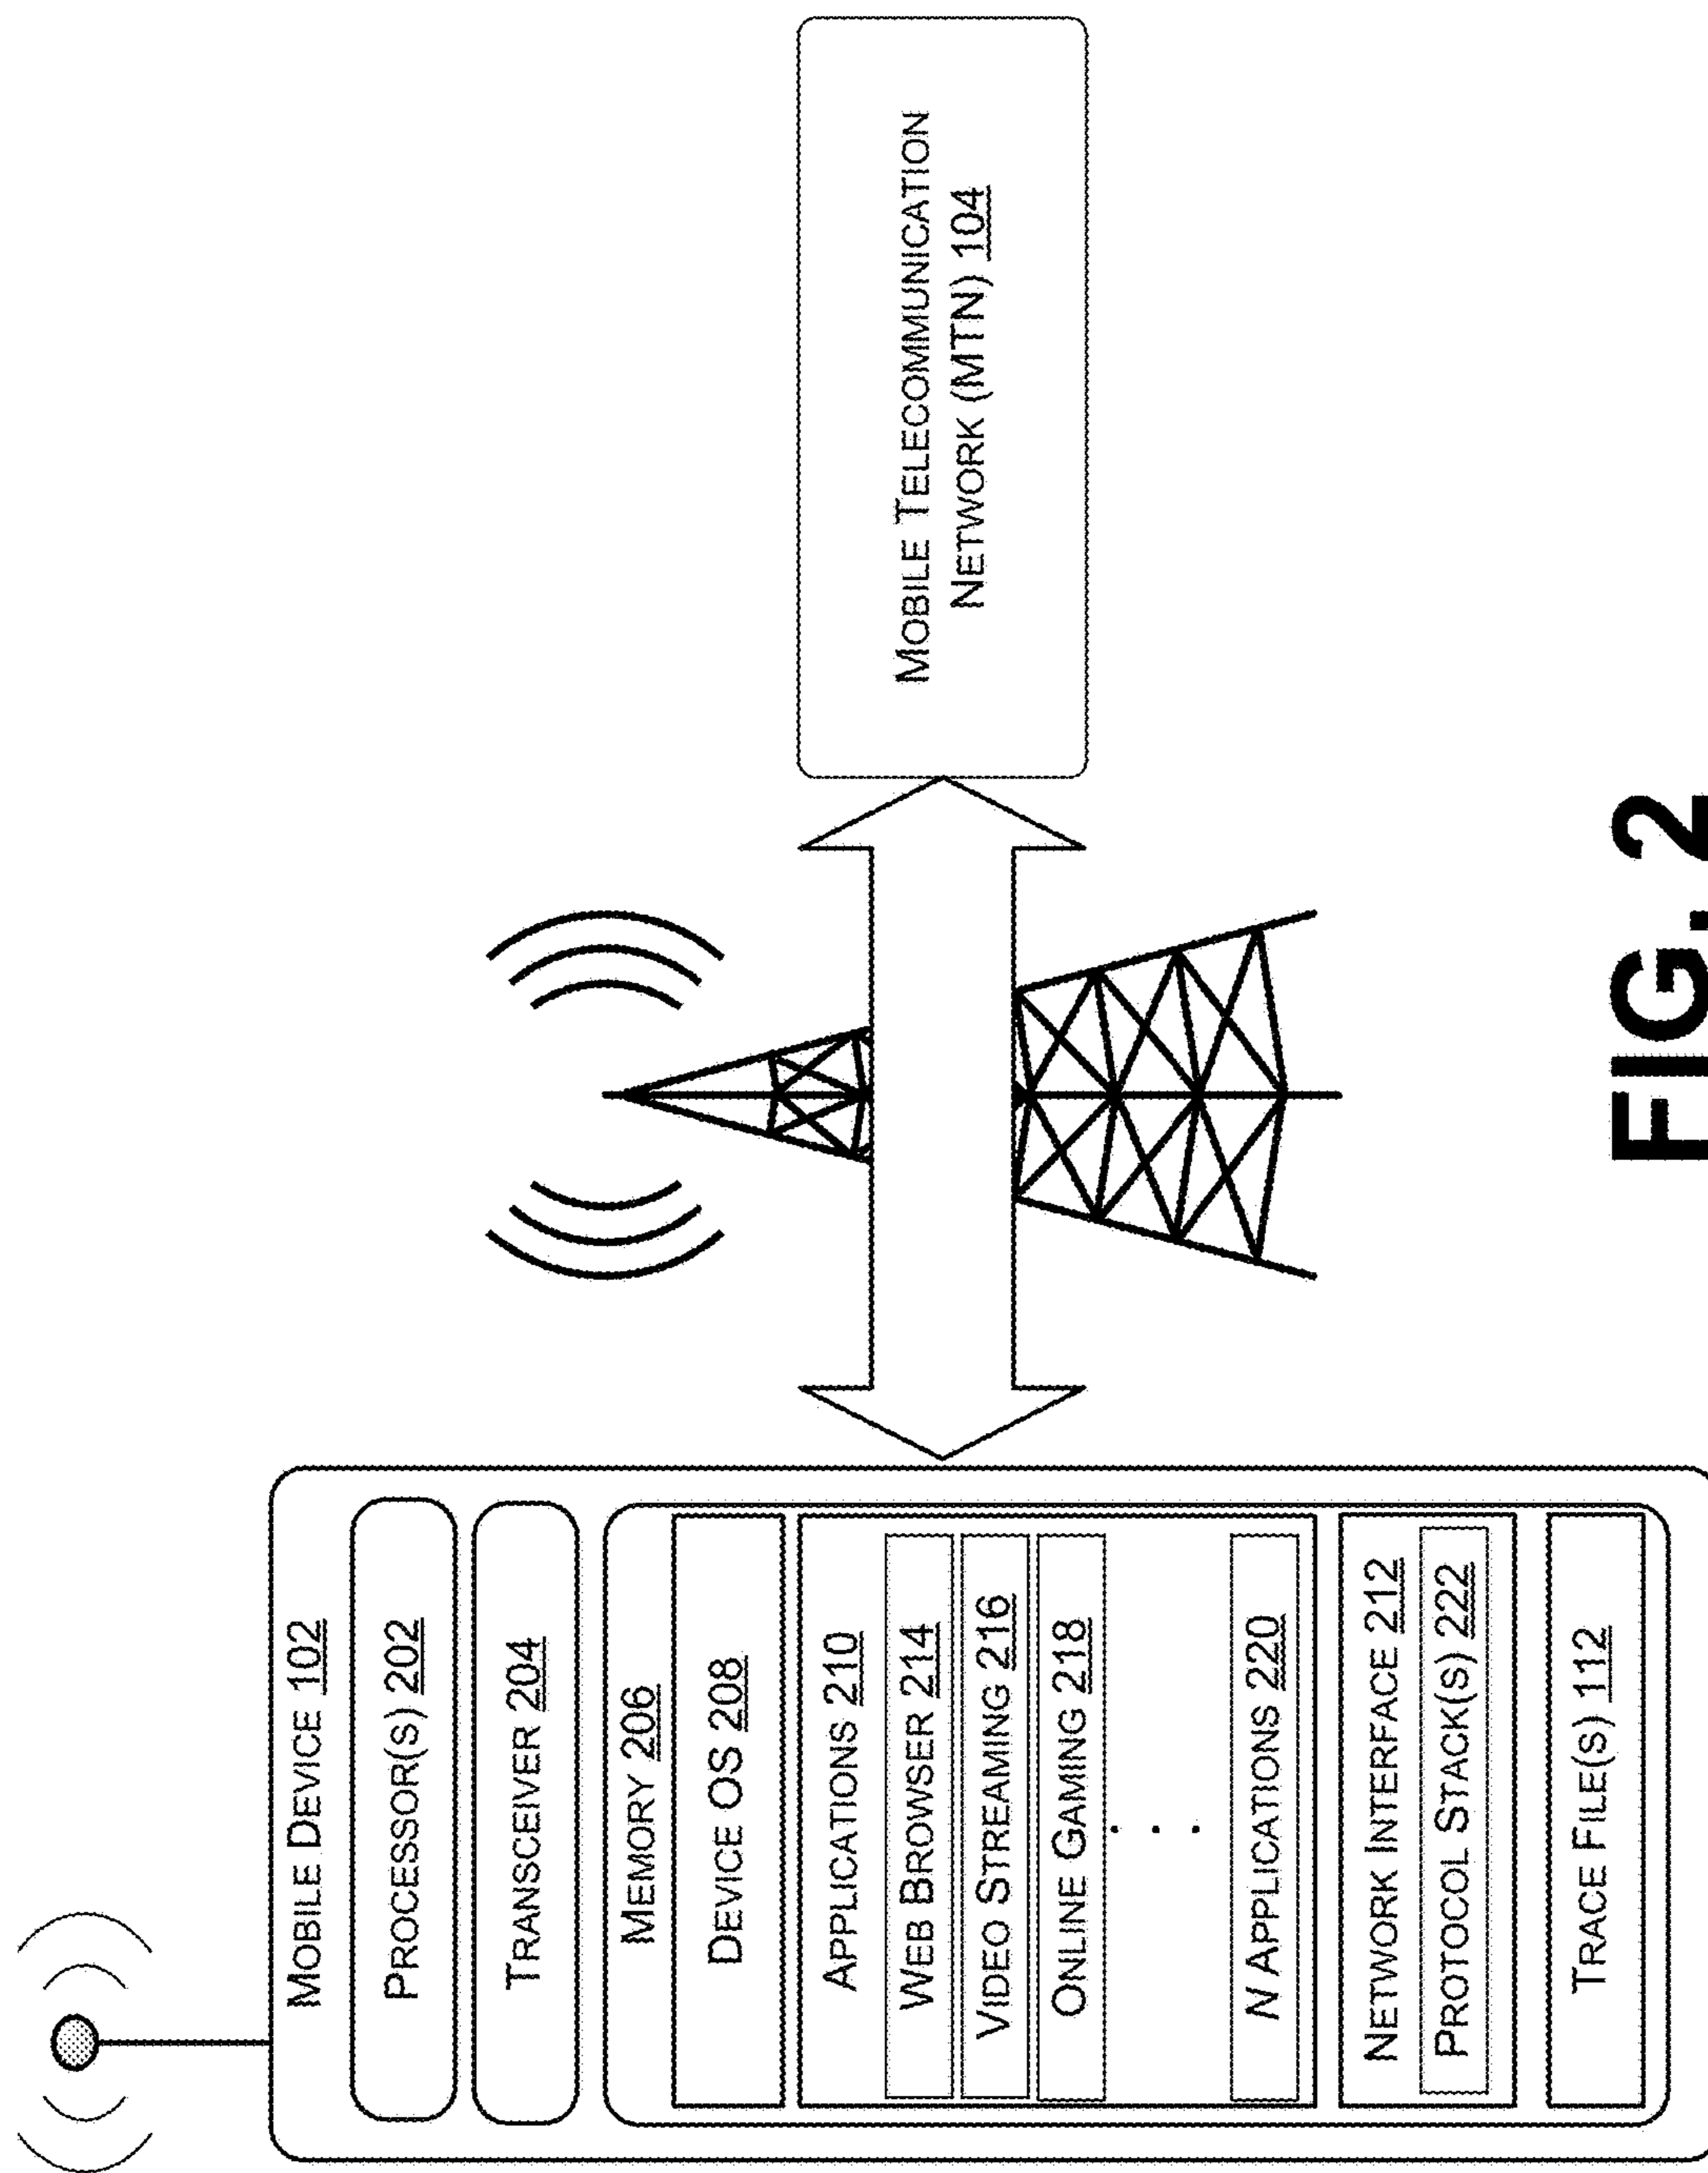 MOBILE DEVICE 102
PROCESSOR(S) 202
TRANSCEIVER 204
MEMORY 206
DEVICE OS 208
APPLICATIONS 210
WEB BROWSER 214
VIDEO STREAMING 216
ONLINE GAMING 218
. . .
N APPLICATIONS 220
NETWORK INTERFACE 212
PROTOCOL STACK(S) 222
TRACE FILE(S) 112
MOBILE TELECOMMUNICATION
NETWORK (MTN) 104
FIG. 2